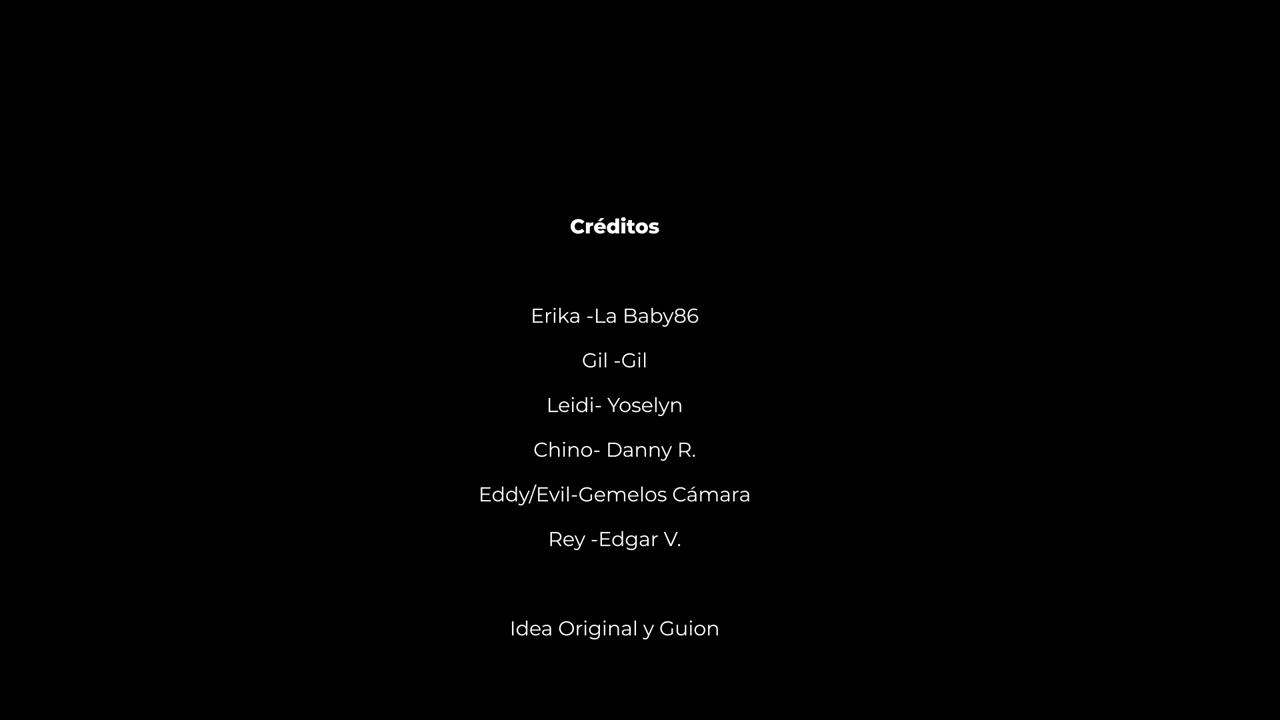 Créditos
Erika -La Baby86
Gil -Gil
Leidi- Yoselyn
Chino- Danny R.
Eddy/Evil-Gemelos Cámara
Rey -Edgar V.
Idea Original y Guion